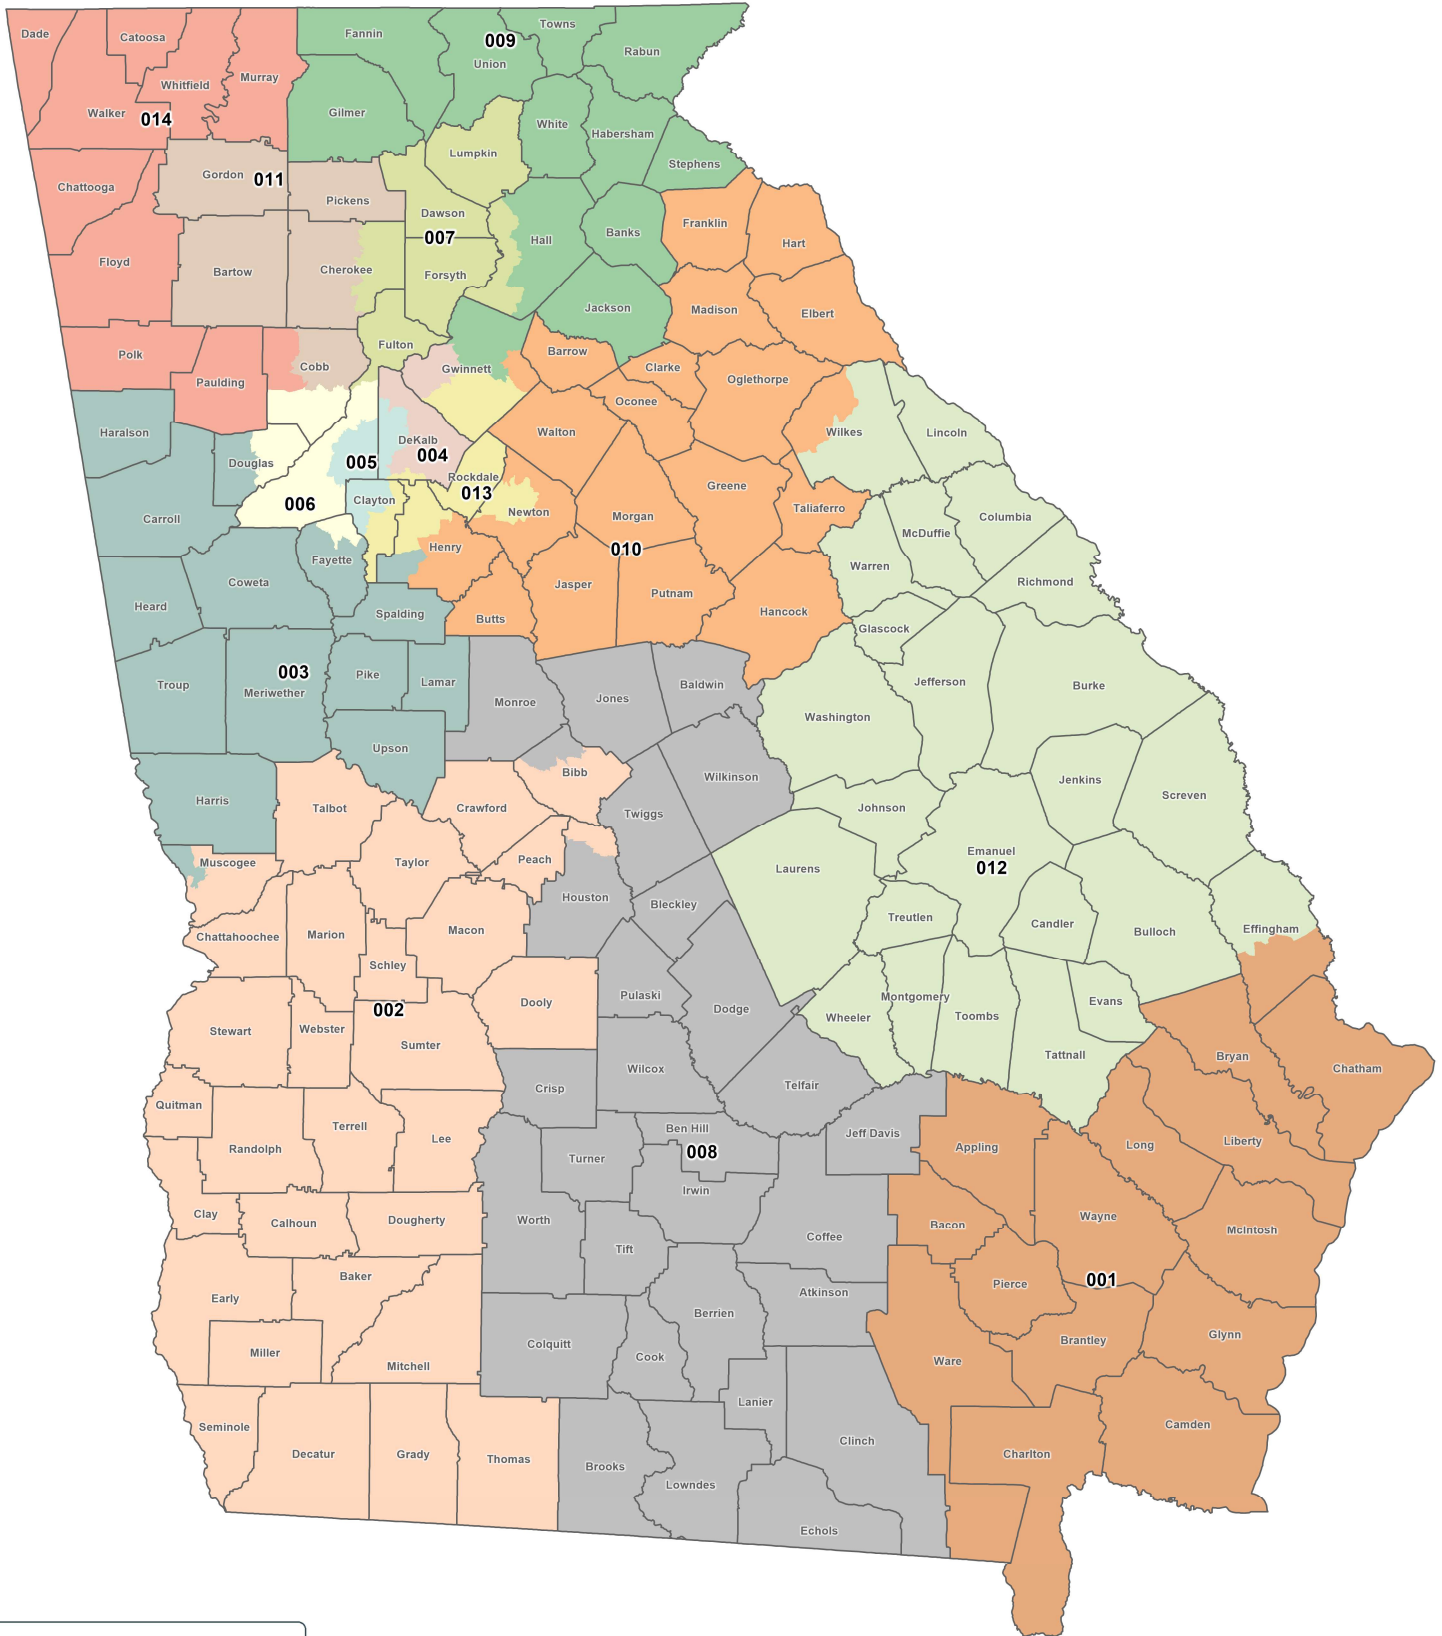 Dade
Catoosa
Fannin
Towns
009
Union
Rabun
Whitfield
Murray
Walker
014
Gilmer
White
Habersham
Lumpkin
Stephens
Chattooga
Gordon
011
Pickens
Dawson
Franklin
Hart
007
Hall
Banks
Floyd
Bartow
Cherokee
Forsyth
Jackson
Madison
Elbert
Polk
Paulding
Cobb
Fulton
Gwinnett
Barrow
Clarke
Oglethorpe
Oconee
Haralson
Douglas
DeKalb
004
005
Walton
Wilkes
Lincoln
Rockdale
013
Clayton
006
Newton
Greene
Taliaferro
Carroll
Morgan
010
Columbia
McDuffie
Henry
Fayette
Coweta
Warren
Richmond
Heard
Spalding
Butts
Jasper
Putnam
Hancock
Glascock
003
Troup
Meriwether
Pike
Lamar
Monroe
Jones
Baldwin
Jefferson
Burke
Washington
Upson
Bibb
Wilkinson
Jenkins
Screven
Harris
Talbot
Crawford
Twiggs
Johnson
Muscogee
Taylor
Peach
Emanuel
012
Laurens
Houston
Bleckley
Treutlen
Candler
Bulloch
Effingham
Chattahoochee
Marion
Macon
Schley
002
Dooly
Pulaski
Dodge
Montgomery
Wheeler
Toombs
Evans
Stewart
Webster
Sumter
Tattnall
Bryan
Chatham
Crisp
Wilcox
Telfair
Quitman
Terrell
Lee
Randolph
Ben Hill
008
Jeff Davis
Appling
Long
Liberty
Turner
Irwin
Clay
Calhoun
Dougherty
Worth
Tift
Coffee
Bacon
Wayne
McIntosh
Early
Baker
Atkinson
Pierce
001
Berrien
Miller
Mitchell
Colquitt
Cook
Ware
Brantley
Glynn
Seminole
Decatur
Grady
Thomas
Brooks
Lanier
Clinch
Charlton
Camden
Lowndes
Echols